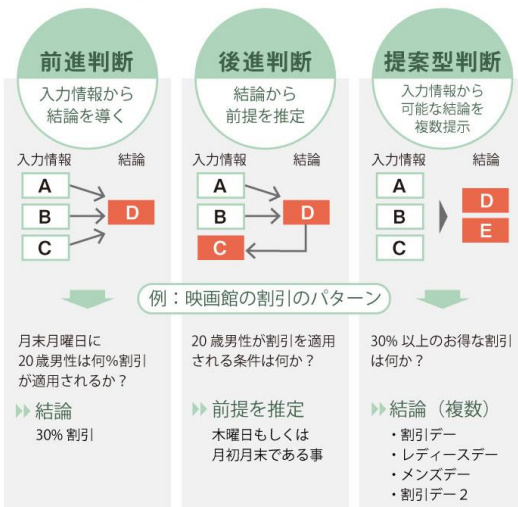 前進判断
入力情報から
結論を導く
入力情報
結論
A
B
C
D
後進判断
結論から
前提を推定
入力情報
結論
A
B
C
D
提案型判断
入力情報から
可能な結論を
複数提示
入力情報
結論
A
B
C
D
E
例：映画館の割引のパターン
月末月曜日に
20歳男性は何%割引
が適用されるか？
結論
30%割引
20歳男性が割引を適用
される条件は何か？
前提を推定
木曜日もしくは
月初月末である事
30%以上のお得な割引
は何か？
結論（複数）
・割引デー
・レディースデー
・メンズデー
・割引デー2